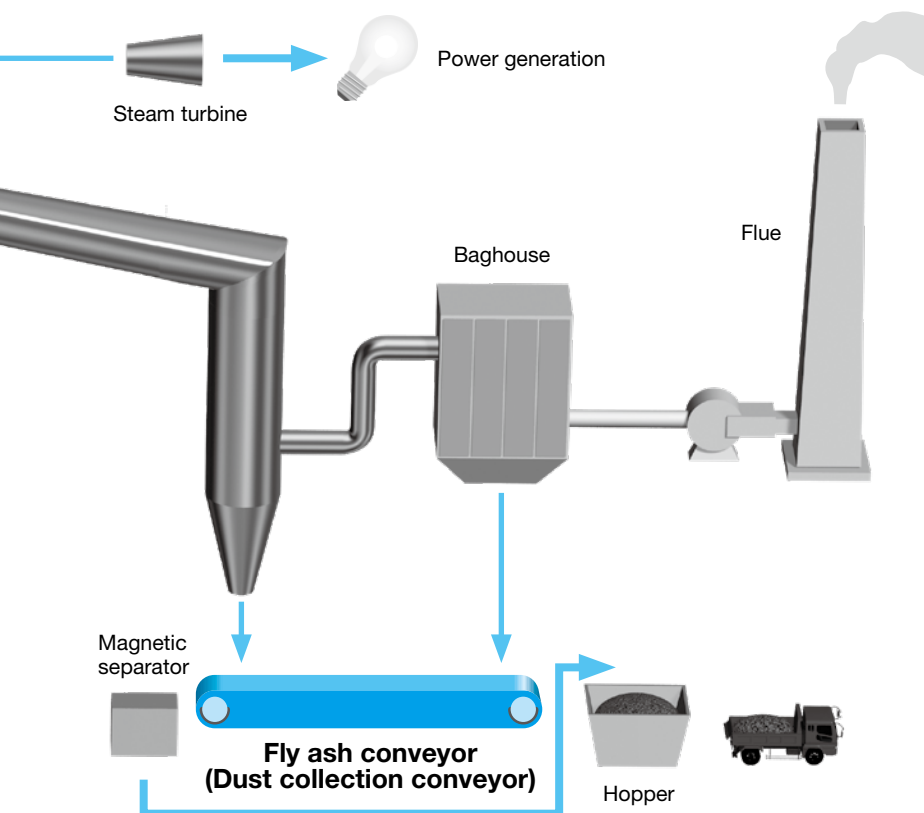 Power generation
Steam turbine
Flue
Baghouse
Magnetic
separator
Fly ash conveyor
(Dust collection conveyor)
Hopper